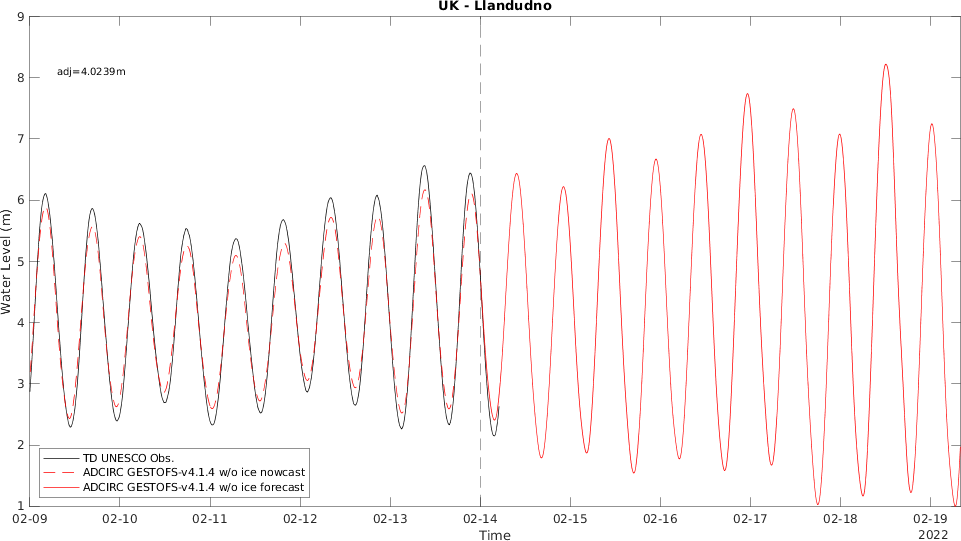 UK - Llandudno
9
8
7
6
5
4
3
2
1
Water Level (m)
adj=4.0239m
TD UNESCO Obs.
ADCIRC GESTOFS-v4.1.4 w/o ice nowcast
ADCIRC GESTOFS-v4.1.4 w/o ice forecast
02-09 02-10 02-11 02-12 02-13 02-14 02-15 02-16 02-17 02-18 02-19
Time
2022